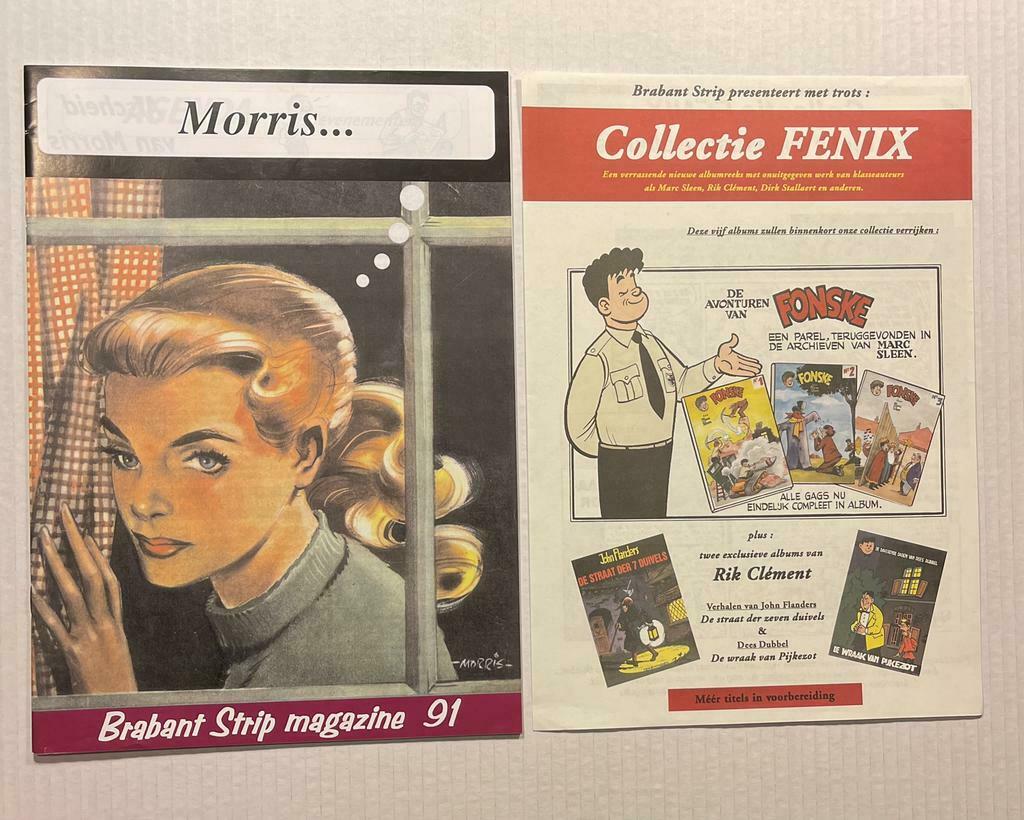 Morris...
-MORRIS-
Brabant Strip magazine 91
Brabant Strip presenteert met trots :
Collectie FENIX
Een verrassende nieuwe albumreeks met onuitgegeven werk van klasseauteurs
als Marc Sleen, Rik Clément, Dirk Stallaert en anderen.
Deze vijf albums zullen binnenkort onze collectie verrijken :
DE
AVONTUREN
VAN
FONSKE
EEN PAREL, TERUGGEVONDEN IN
DE ARCHIEVEN VAN MARC
SLEEN.
FONSKE
Nº1
FONSKE
Nº2
FONSKE
Nº3
ALLE GAGS NU
EINDELIJK COMPLEET IN ALBUM.
plus :
twee exclusieve albums van
Rik Clément
Verhalen van John Flanders
De straat der zeven duivels
&
Dees Dubbel
De wraak van Pijkezot
John Flanders
DE STRAAT DER 7 DUIVELS
DE WRAAK VAN PIJKEZOT
Méér titels in voorbereiding